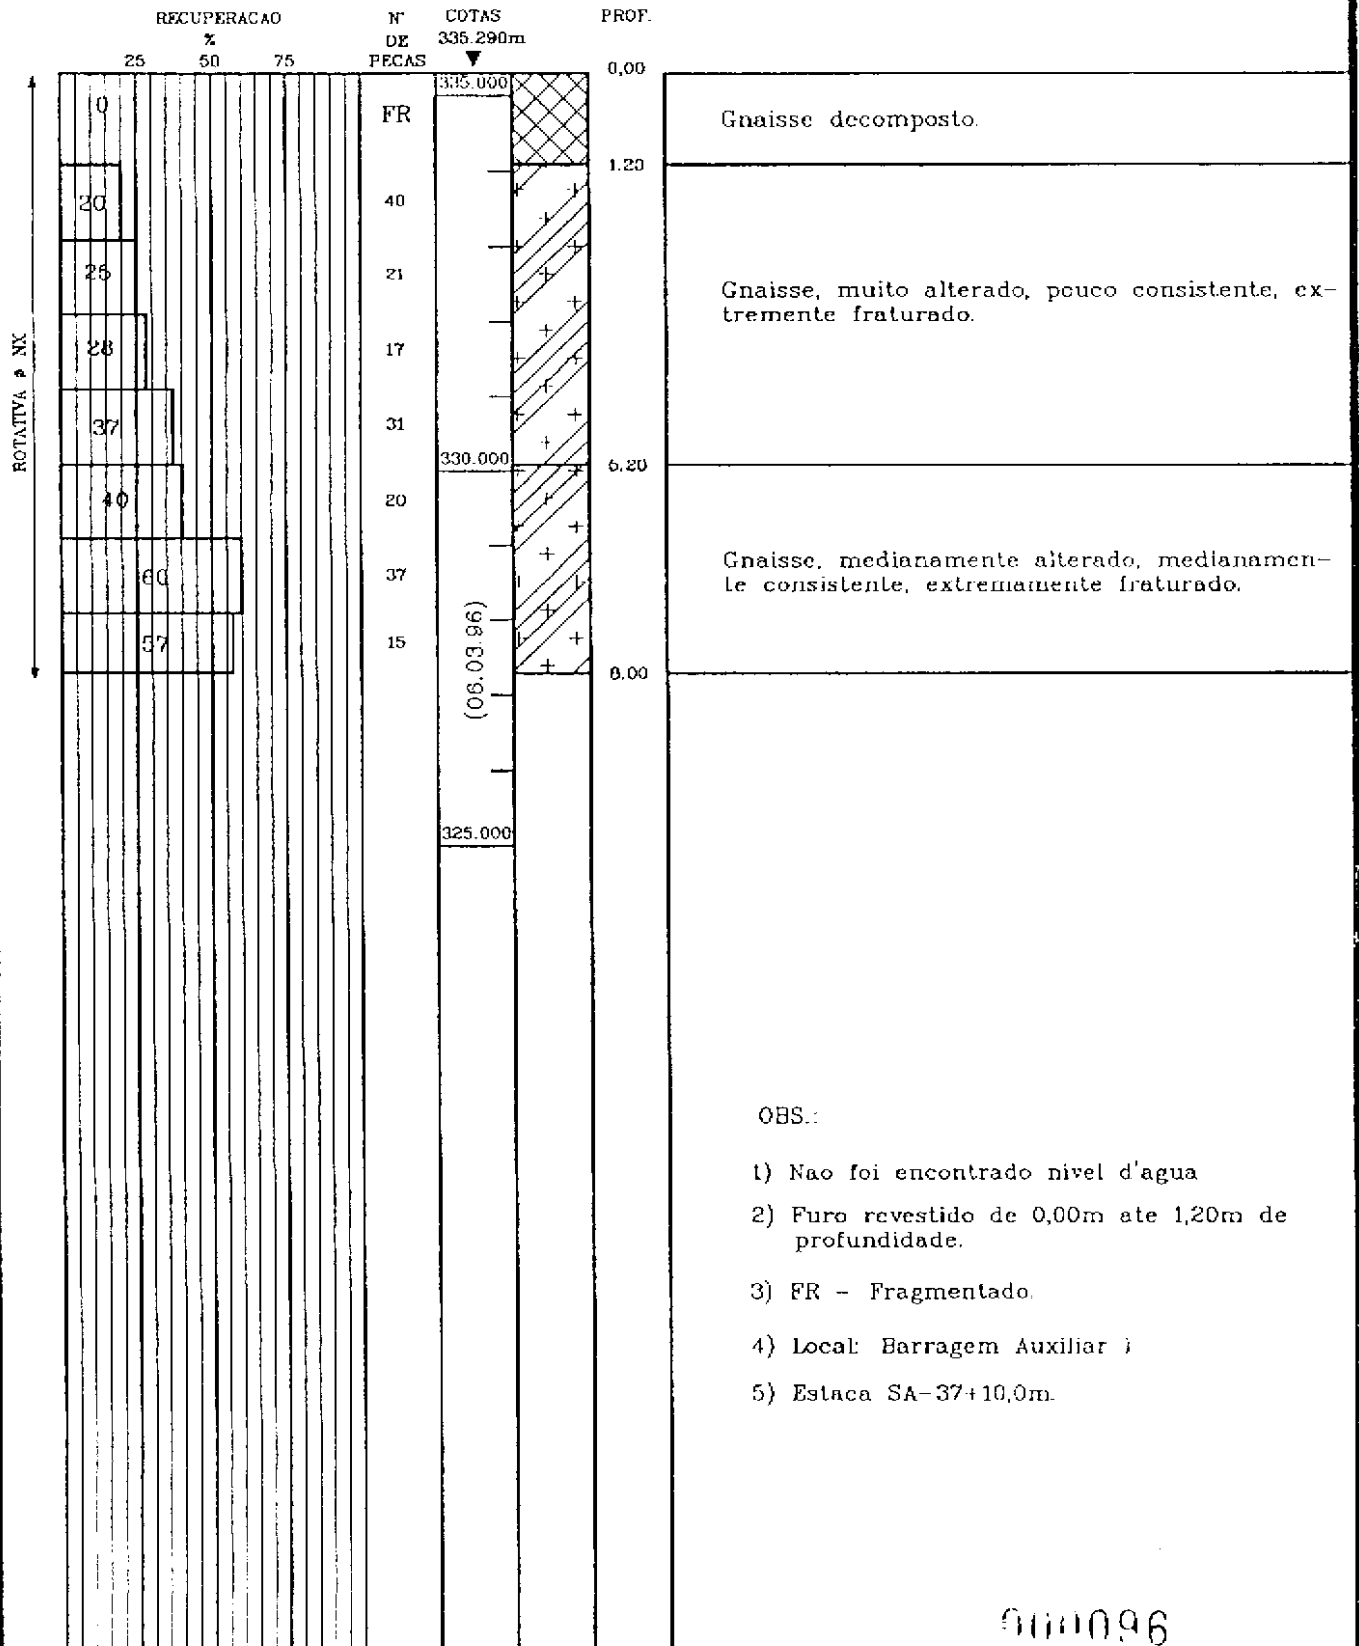 RECUPERACAO
%
25 50 75
N°
DE
PECAS
COTAS
335.290m
PROF.
0,00
335.000
0
FR
Gnaisse decomposto.
1.20
20
40
25
21
Gnaisse, muito alterado, pouco consistente, ex-
tremente fraturado.
28
17
ROTATIVA φ NX
37
31
330.000
6.20
40
20
Gnaisse, medianamente alterado, medianamen-
te consistente, extremamente fraturado.
60
37
57
15
(06.03.96)
8.00
325.000
OBS.:
1) Nao foi encontrado nivel d'agua
2) Furo revestido de 0,00m ate 1,20m de
profundidade.
3) FR - Fragmentado.
4) Local: Barragem Auxiliar
5) Estaca SA-37+10,0m.
000096